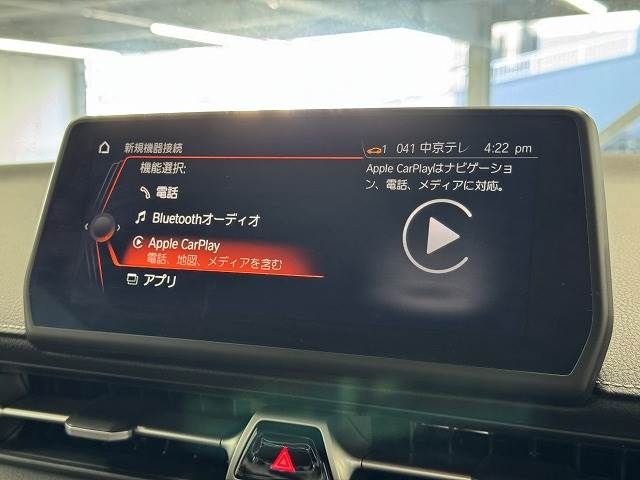 新規機器接続
1 041 中京テレ 4:22 pm
機能選択:
電話
Bluetoothオーディオ
Apple CarPlay
電話、地図、メディアを含む
アプリ
Apple CarPlayはナビゲーショ
ン、電話、メディアに対応。